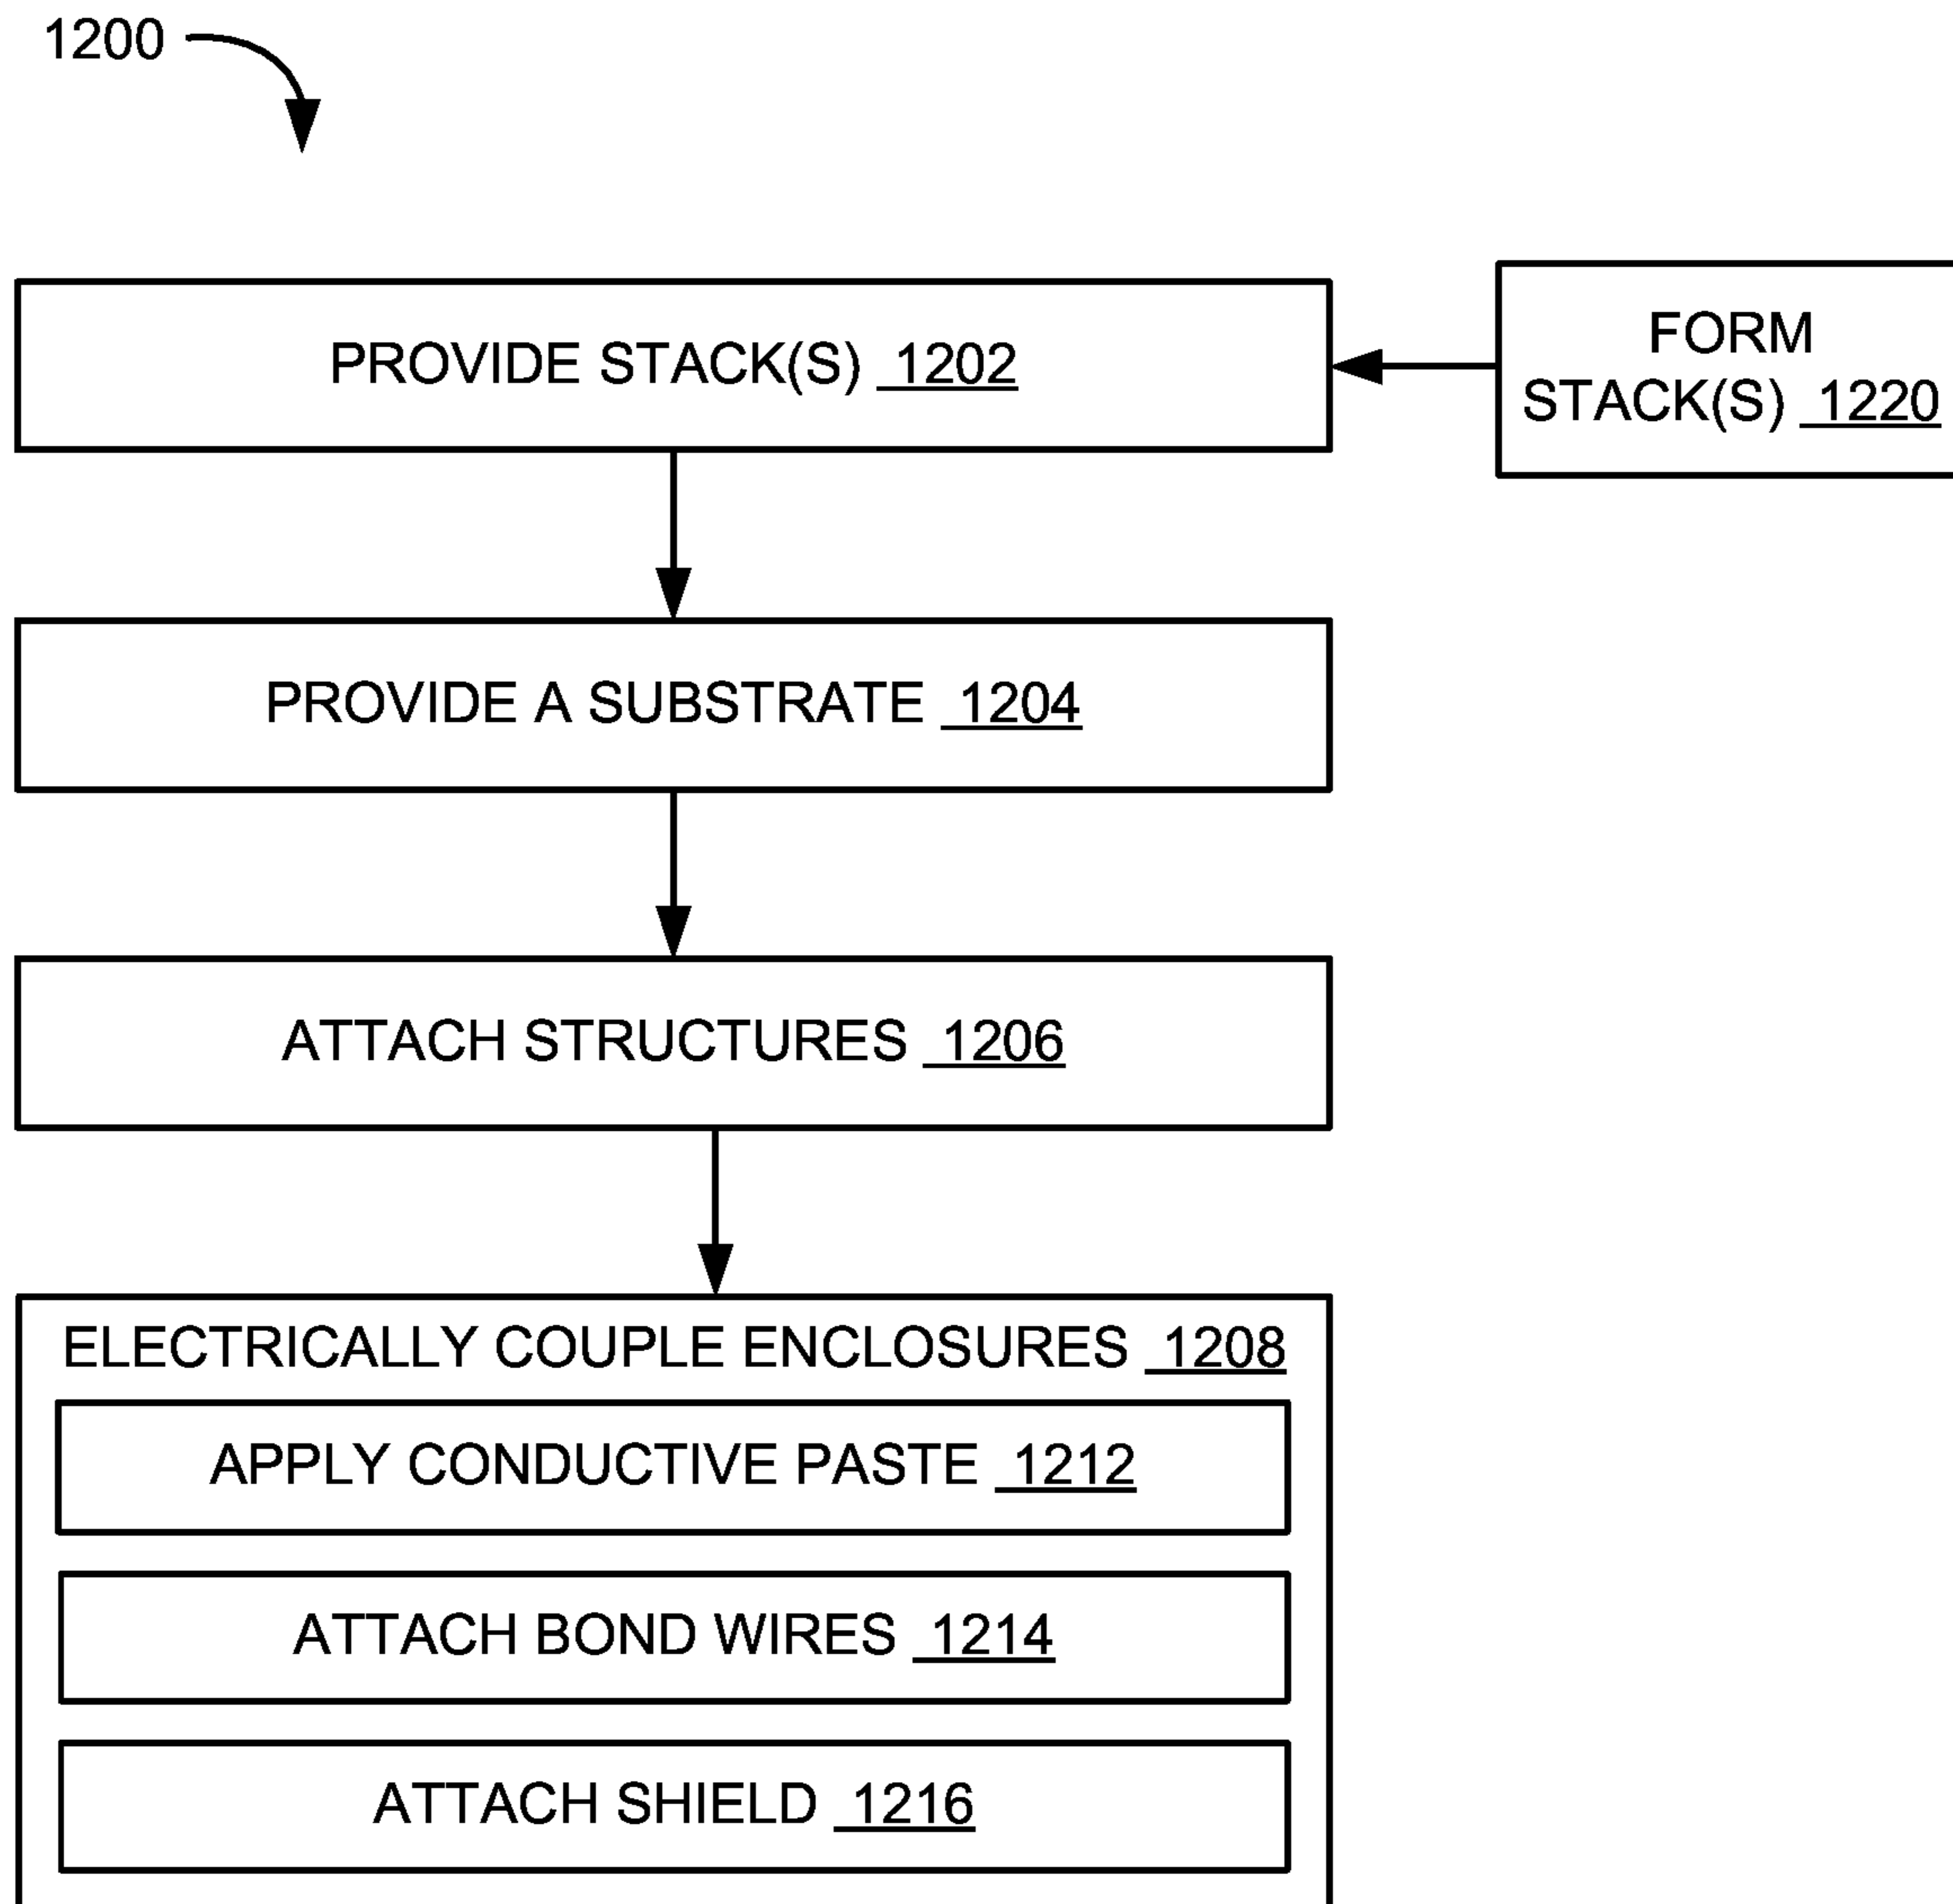 1200
PROVIDE STACK(S) 1202
FORM
STACK(S) 1220
PROVIDE A SUBSTRATE 1204
ATTACH STRUCTURES 1206
ELECTRICALLY COUPLE ENCLOSURES 1208
APPLY CONDUCTIVE PASTE 1212
ATTACH BOND WIRES 1214
ATTACH SHIELD 1216